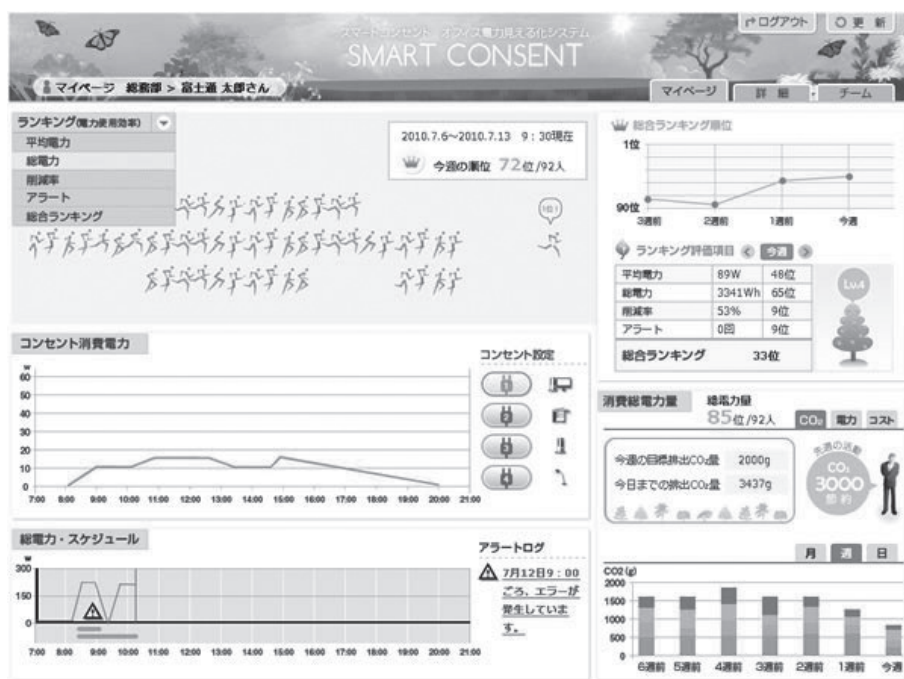 スマートコンセント オフィス電力見える化システム
SMART CONSENT
ログアウト
更 新
マイページ 総務部 > 富士通 太郎さん
マイページ
詳 細
チーム
ランキング(電力使用効率)
平均電力
総電力
削減率
アラート
総合ランキング
2010.7.6～2010.7.13 9：30現在
今週の順位 72位/92人
1位！
総合ランキング順位
1位
90位
3週前 2週前 1週前 今週
ランキング評価項目 今週
平均電力 89W 48位
総電力 3341Wh 65位
削減率 53% 9位
アラート 0回 9位
総合ランキング 33位
Lv.4
コンセント消費電力
W
60
50
40
30
20
10
0
7:00 8:00 9:00 10:00 11:00 12:00 13:00 14:00 15:00 16:00 17:00 18:00 19:00 20:00 21:00
コンセント設定
1
2
3
4
消費総電力量
総電力量
85位/92人
CO₂ 電力 コスト
今週の目標排出CO₂量 2000g
今日までの排出CO₂量 3437g
先週の活動
CO₂
3000
節約
総電力・スケジュール
W
300
150
0
7:00 8:00 9:00 10:00 11:00 12:00 13:00 14:00 15:00 16:00 17:00 18:00 19:00 20:00 21:00
アラートログ
7月12日9：00
ごろ、エラーが
発生していま
す。
月 週 日
CO2(g)
2000
1500
1000
500
0
6週前 5週前 4週前 3週前 2週前 1週前 今週